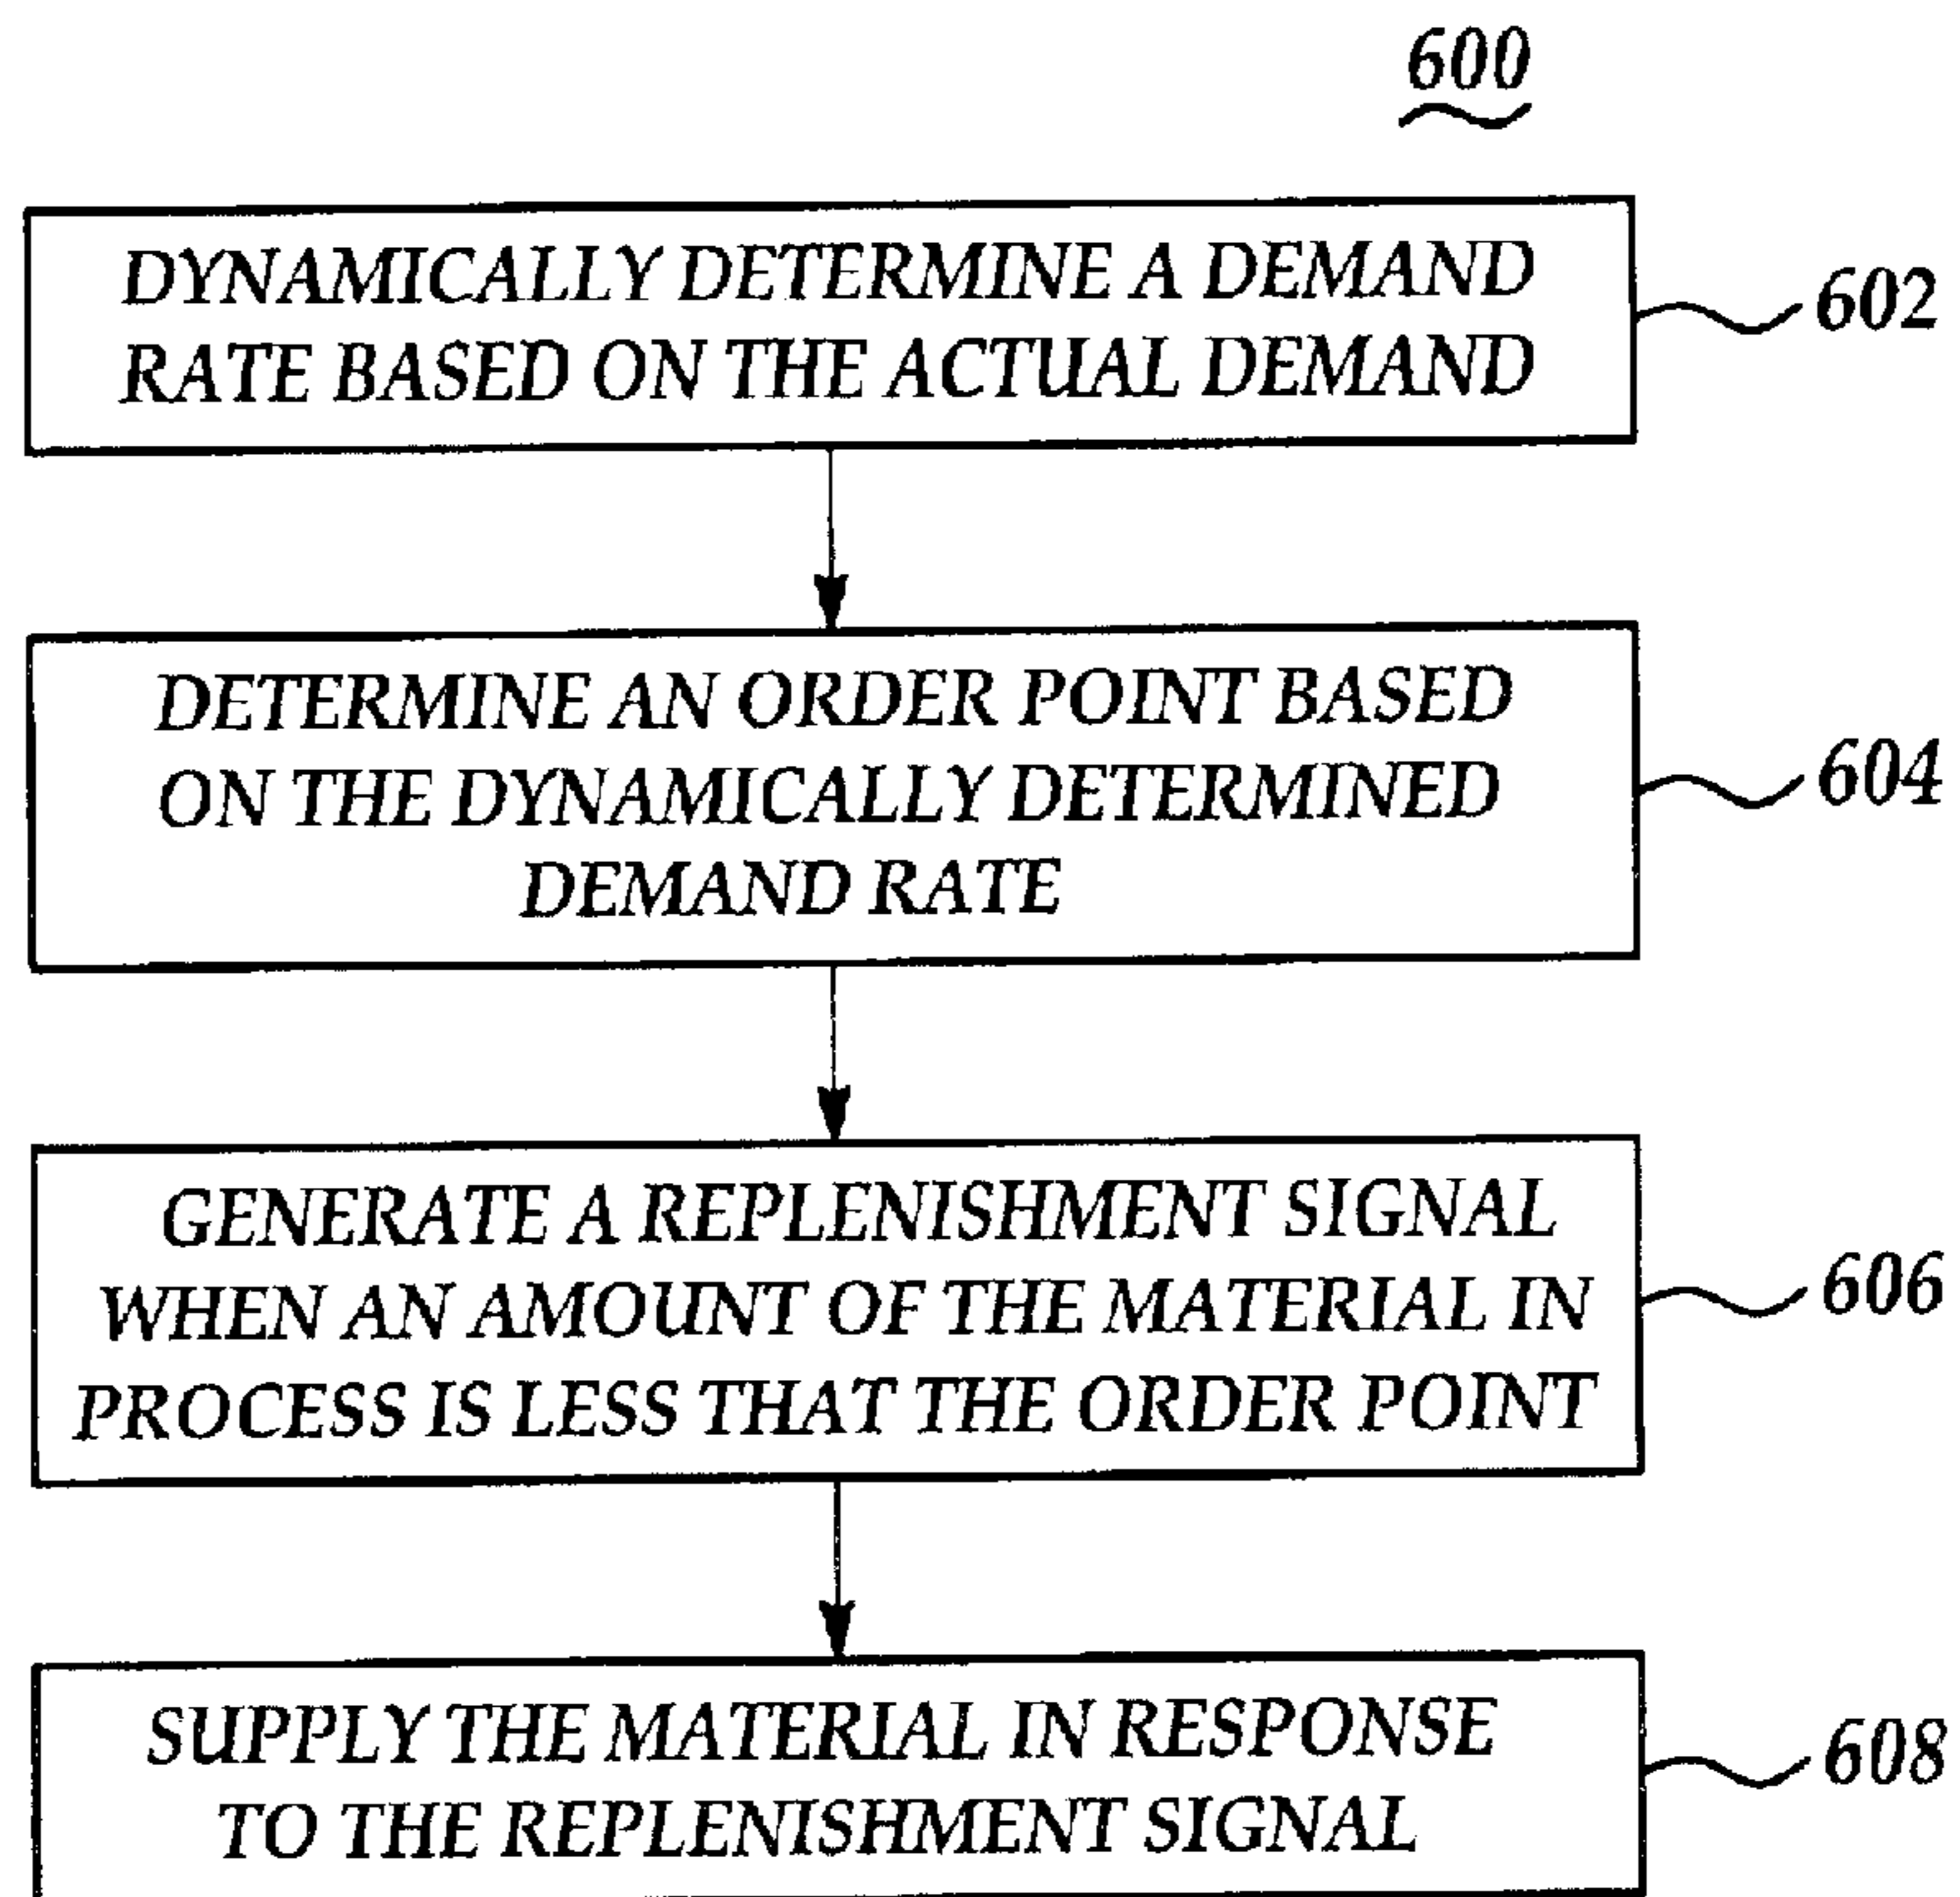 600
DYNAMICALLY DETERMINE A DEMAND
RATE BASED ON THE ACTUAL DEMAND
602
DETERMINE AN ORDER POINT BASED
ON THE DYNAMICALLY DETERMINED
DEMAND RATE
604
GENERATE A REPLENISHMENT SIGNAL
WHEN AN AMOUNT OF THE MATERIAL IN
PROCESS IS LESS THAT THE ORDER POINT
606
SUPPLY THE MATERIAL IN RESPONSE
TO THE REPLENISHMENT SIGNAL
608